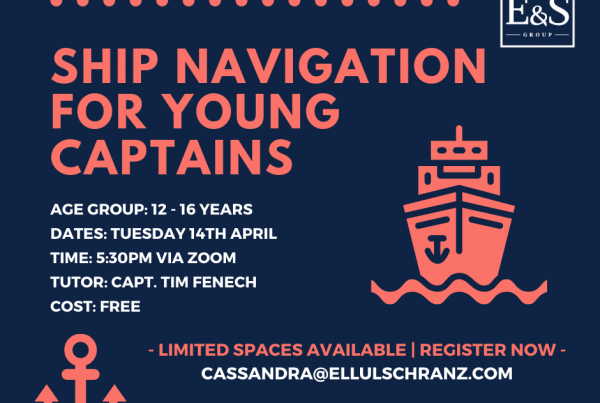 E&S
GROUP
SHIP NAVIGATION
FOR YOUNG
CAPTAINS
AGE GROUP: 12 - 16 YEARS
DATES: TUESDAY 14TH APRIL
TIME: 5:30PM VIA ZOOM
TUTOR: CAPT. TIM FENECH
COST: FREE
- LIMITED SPACES AVAILABLE | REGISTER NOW -
CASSANDRA@ELLULSCHRANZ.COM